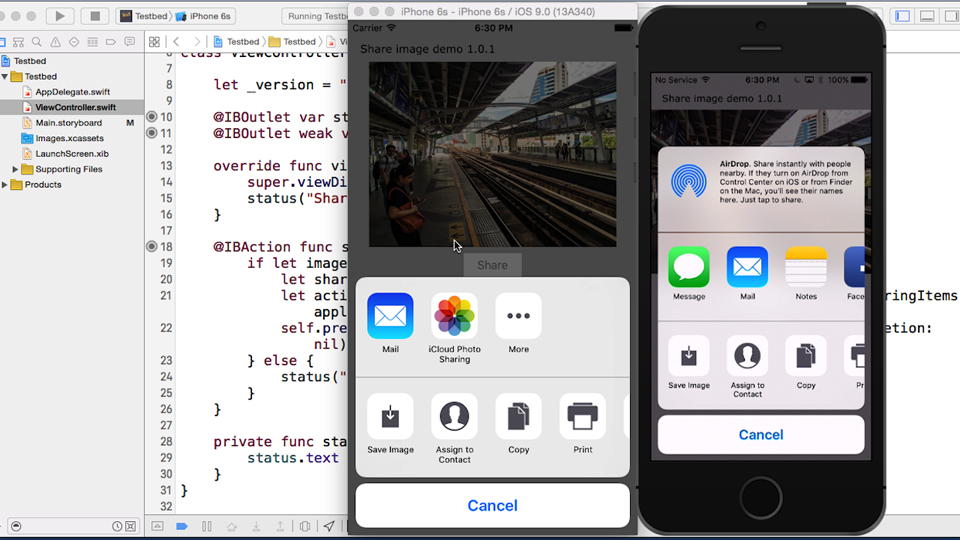 Testbed
iPhone 6s
Running Testbed
iPhone 6s - iPhone 6s / iOS 9.0 (13A340)
Testbed
Testbed
AppDelegate.swift
ViewController.swift
Main.storyboard M
Images.xcassets
LaunchScreen.xib
Supporting Files
Products
Testbed
Testbed
6 class ViewController
7
8 let _version = "
9
10 @IBOutlet var st
11 @IBOutlet weak v
12
13 override func vi
14 super.viewDi
15 status("Shar
16 }
17
18 @IBAction func s
19 if let image
20 let shar
21 let acti
ringItems
appl
22 self.pre
etion:
nil)
23 } else {
24 status("
25 }
26 }
27
28 private func sta
29 status.text
30 }
31 }
32
Carrier 6:30 PM
Share image demo 1.0.1
Share
Mail
iCloud Photo
Sharing
More
Save Image
Assign to
Contact
Copy
Print
Cancel
No Service 6:30 PM 100%
Share image demo 1.0.1
AirDrop. Share instantly with people
nearby. If they turn on AirDrop from
Control Center on iOS or from Finder
on the Mac, you'll see their names
here. Just tap to share.
Message
Mail
Notes
Face
Save Image
Assign to
Contact
Copy
Pr
Cancel